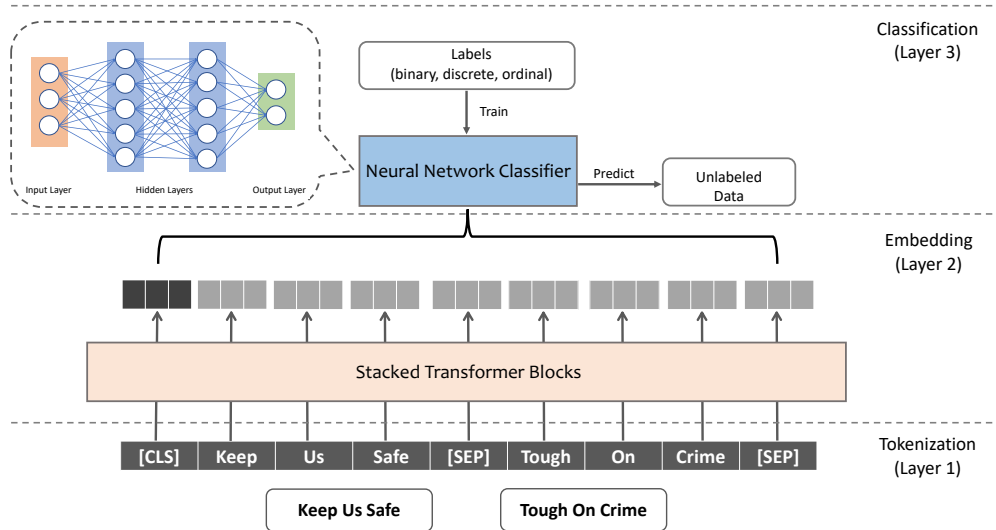 Classification
(Layer 3)
Labels
(binary, discrete, ordinal)
Train
Neural Network Classifier
Predict
Unlabeled
Data
Input Layer
Hidden Layers
Output Layer
Embedding
(Layer 2)
Stacked Transformer Blocks
[CLS] Keep Us Safe [SEP] Tough On Crime [SEP]
Tokenization
(Layer 1)
Keep Us Safe
Tough On Crime